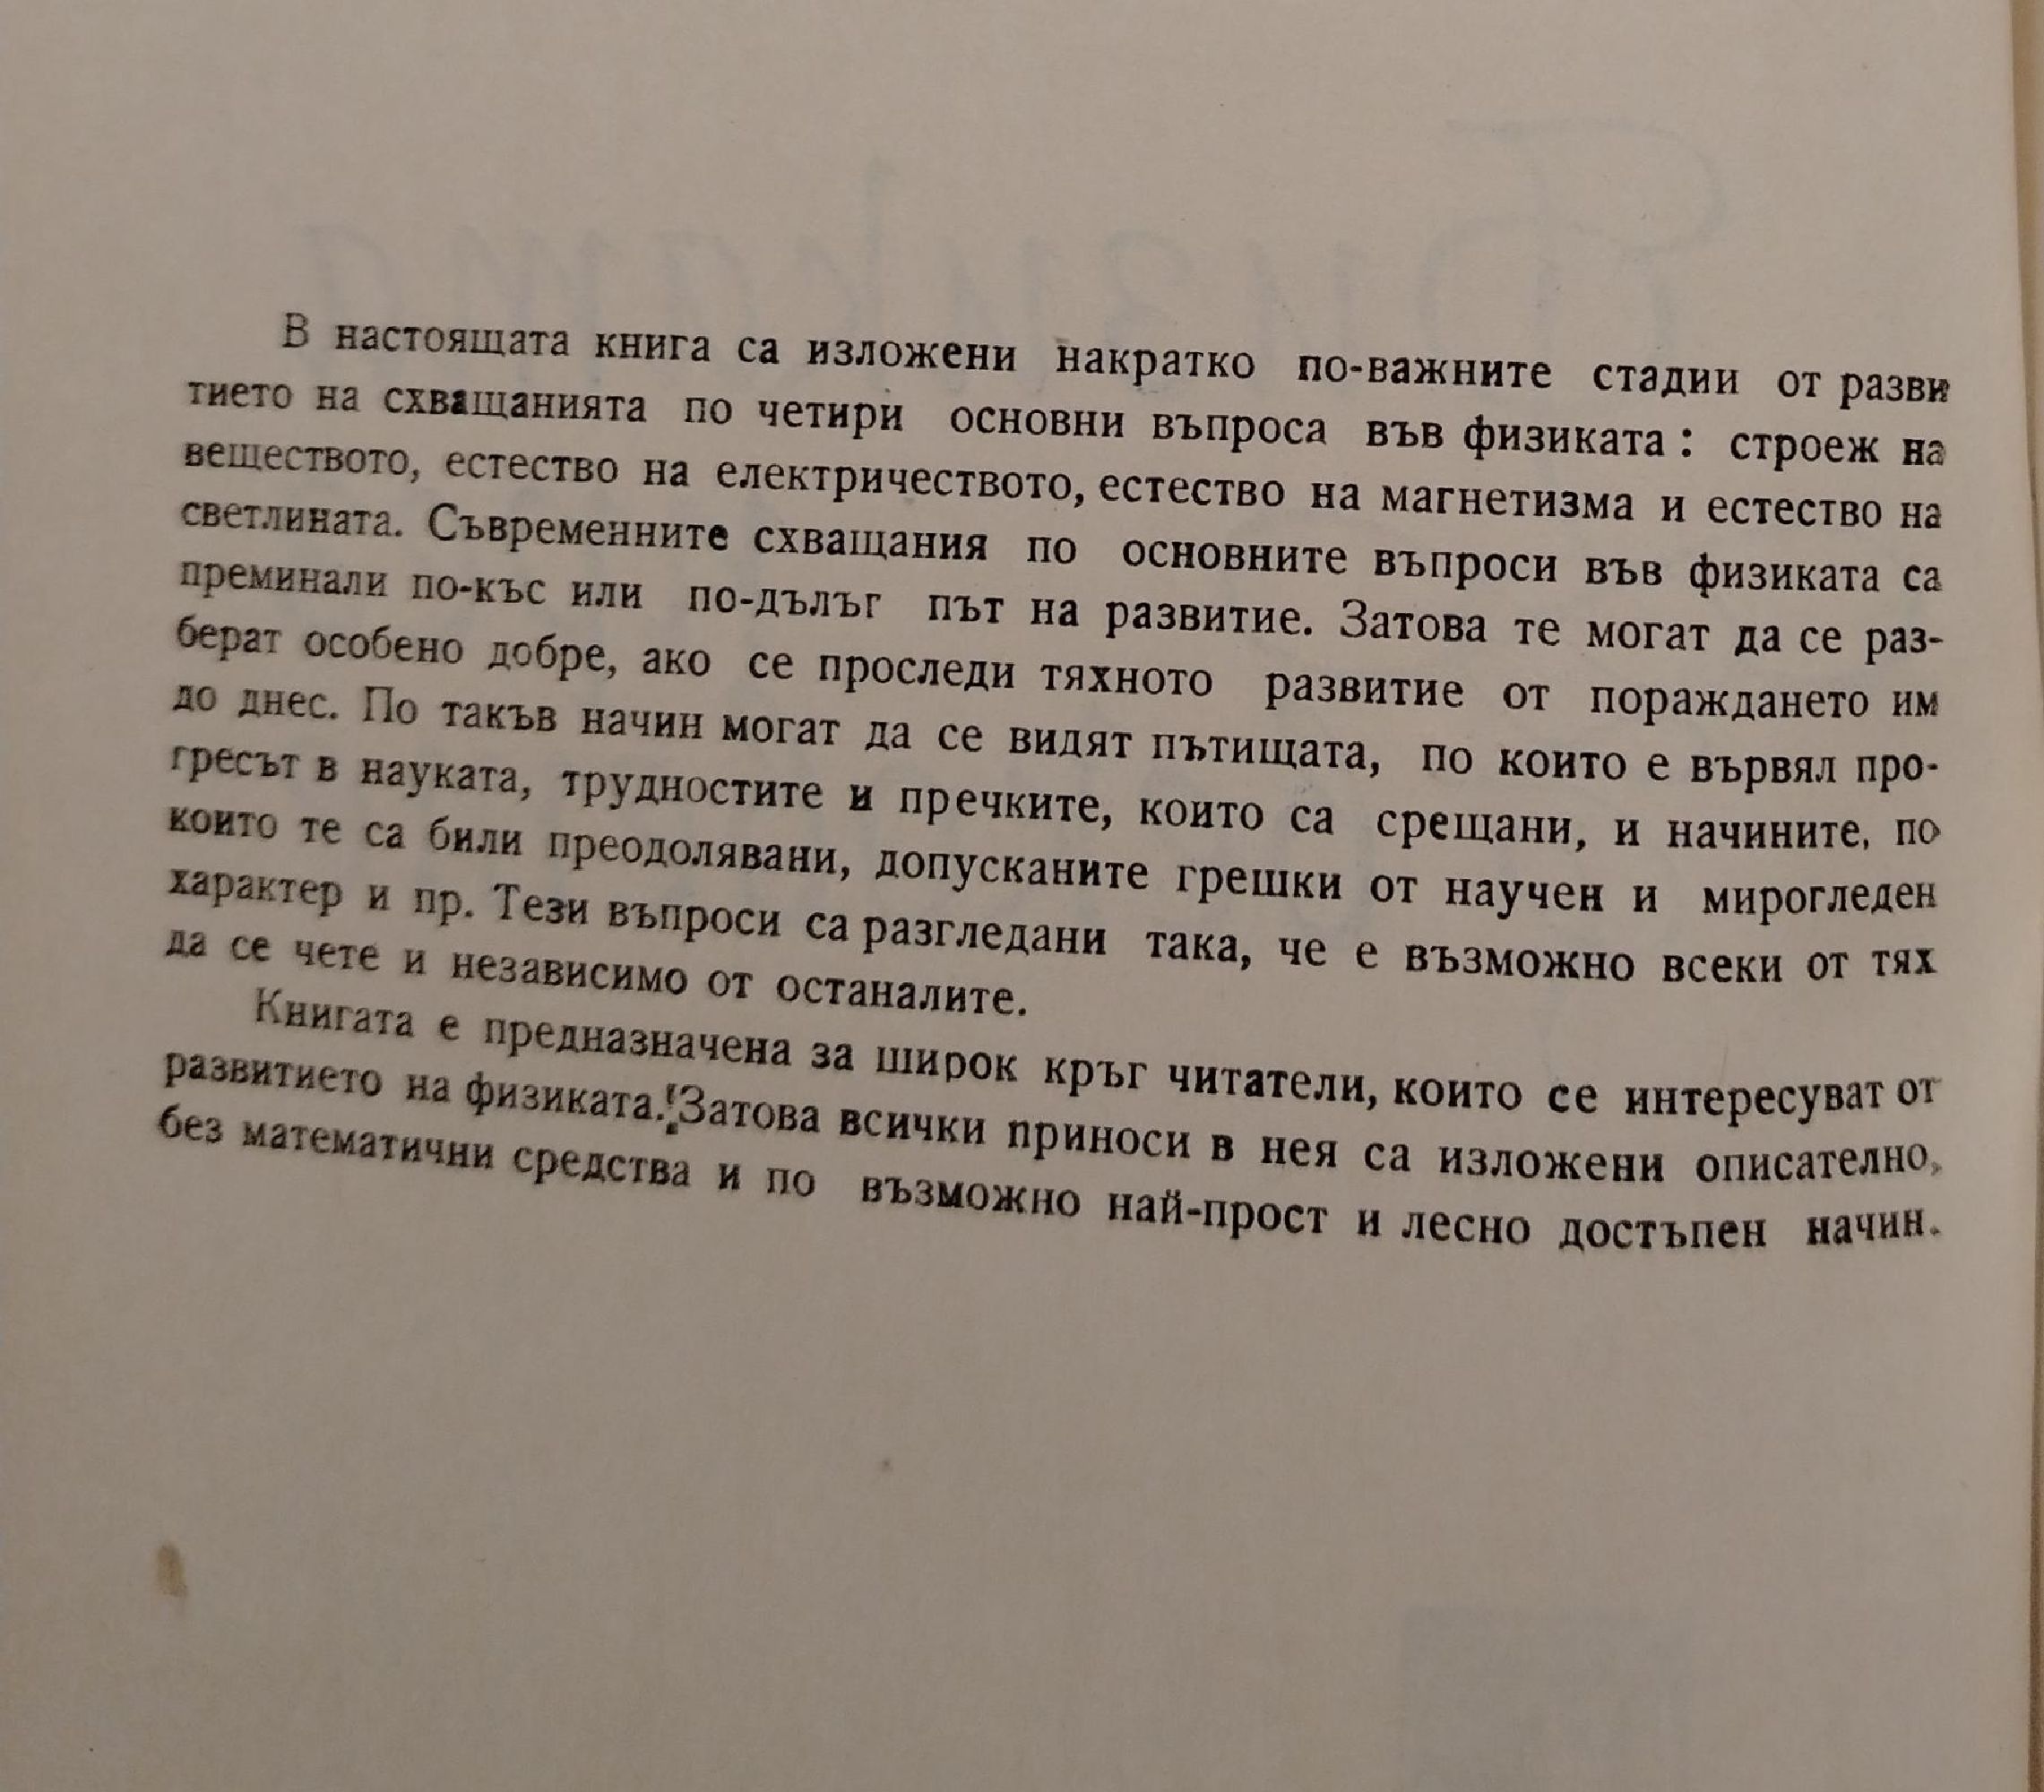 В настоящата книга са изложени накратко по-важните стадии от разви
тието на схващанията по четири основни въпроса във физиката : строеж на
веществото, естество на електричеството, естество на магнетизма и естество на
светлината. Съвременните схващания по основните въпроси във физиката са
преминали по-къс или по-дълъг път на развитие. Затова те могат да се раз-
берат особено добре, ако се проследи тяхното развитие от пораждането им
до днес. По такъв начин могат да се видят пътищата, по които е вървял про-
гресът в науката, трудностите и пречките, които са срещани, и начините, по
които те са били преодолявани, допусканите грешки от научен и мирогледен
характер и пр. Тези въпроси са разгледани така, че е възможно всеки от тях
да се чете и независимо от останалите.
Книгата е предназначена за широк кръг читатели, които се интересуват от
развитието на физиката. Затова всички приноси в нея са изложени описателно,
без математични средства и по възможно най-прост и лесно достъпен начин.